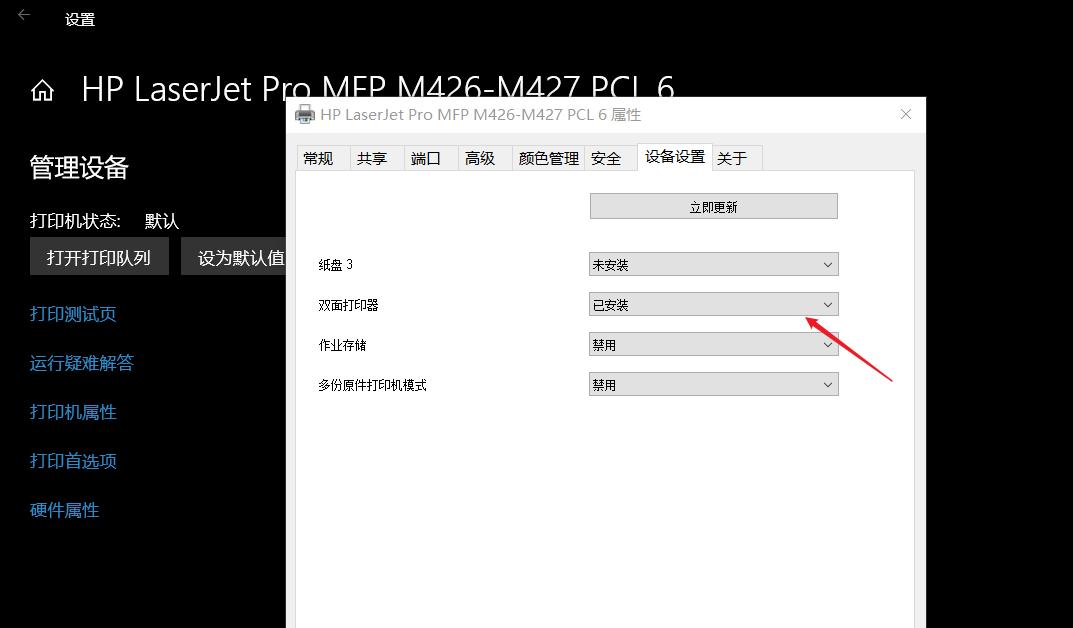 设置
HP LaserJet Pro MFP M426-M427 PCL 6
HP LaserJet Pro MFP M426-M427 PCL 6 属性
常规 共享 端口 高级 颜色管理 安全 设备设置 关于
管理设备
打印机状态: 默认
打开打印队列 设为默认值
打印测试页
运行疑难解答
打印机属性
打印首选项
硬件属性
立即更新
纸盘 3 未安装
双面打印器 已安装
作业存储 禁用
多份原件打印机模式 禁用